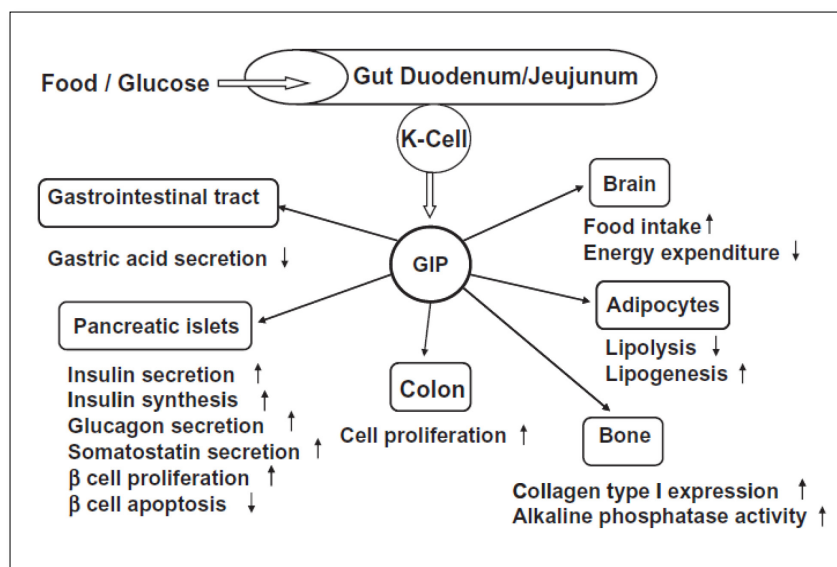 Food / Glucose
Gut Duodenum/Jeujunum
K-Cell
Gastrointestinal tract
Gastric acid secretion ↓
GIP
Brain
Food intake ↑
Energy expenditure ↓
Pancreatic islets
Insulin secretion ↑
Insulin synthesis ↑
Glucagon secretion ↑
Somatostatin secretion ↑
β cell proliferation ↑
β cell apoptosis ↓
Colon
Cell proliferation ↑
Adipocytes
Lipolysis ↓
Lipogenesis ↑
Bone
Collagen type I expression ↑
Alkaline phosphatase activity ↑